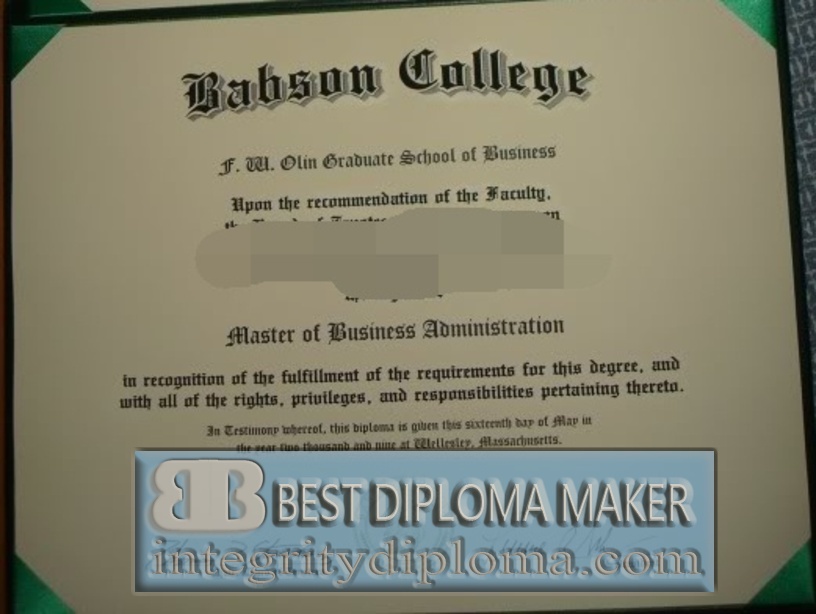 Babson College
F. W. Olin Graduate School of Business
Upon the recommendation of the Faculty,
Master of Business Administration
in recognition of the fulfillment of the requirements for this degree, and
with all of the rights, privileges, and responsibilities pertaining thereto.
In Testimony whereof, this diploma is given this sixteenth day of May in
the year two thousand and nine at Wellesley, Massachusetts.
BB BEST DIPLOMA MAKER
integritydiploma.com